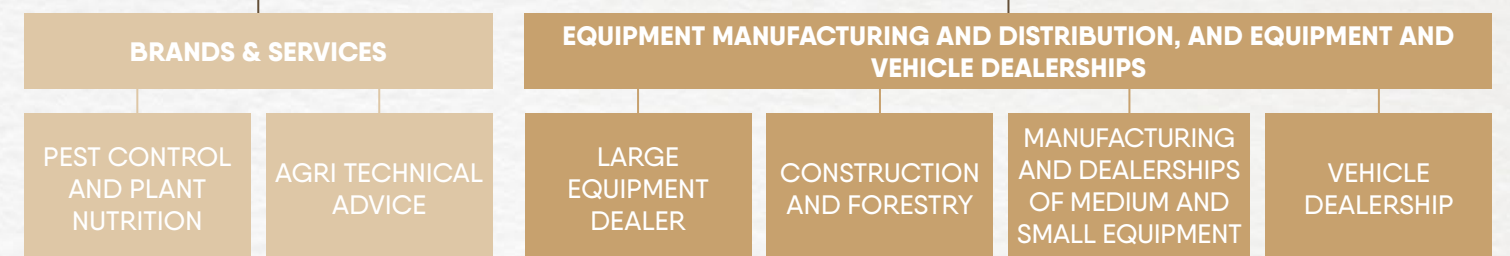 BRANDS & SERVICES
EQUIPMENT MANUFACTURING AND DISTRIBUTION, AND EQUIPMENT AND
VEHICLE DEALERSHIPS
PEST CONTROL
AND PLANT
NUTRITION
AGRI TECHNICAL
ADVICE
LARGE
EQUIPMENT
DEALER
CONSTRUCTION
AND FORESTRY
MANUFACTURING
AND DEALERSHIPS
OF MEDIUM AND
SMALL EQUIPMENT
VEHICLE
DEALERSHIP